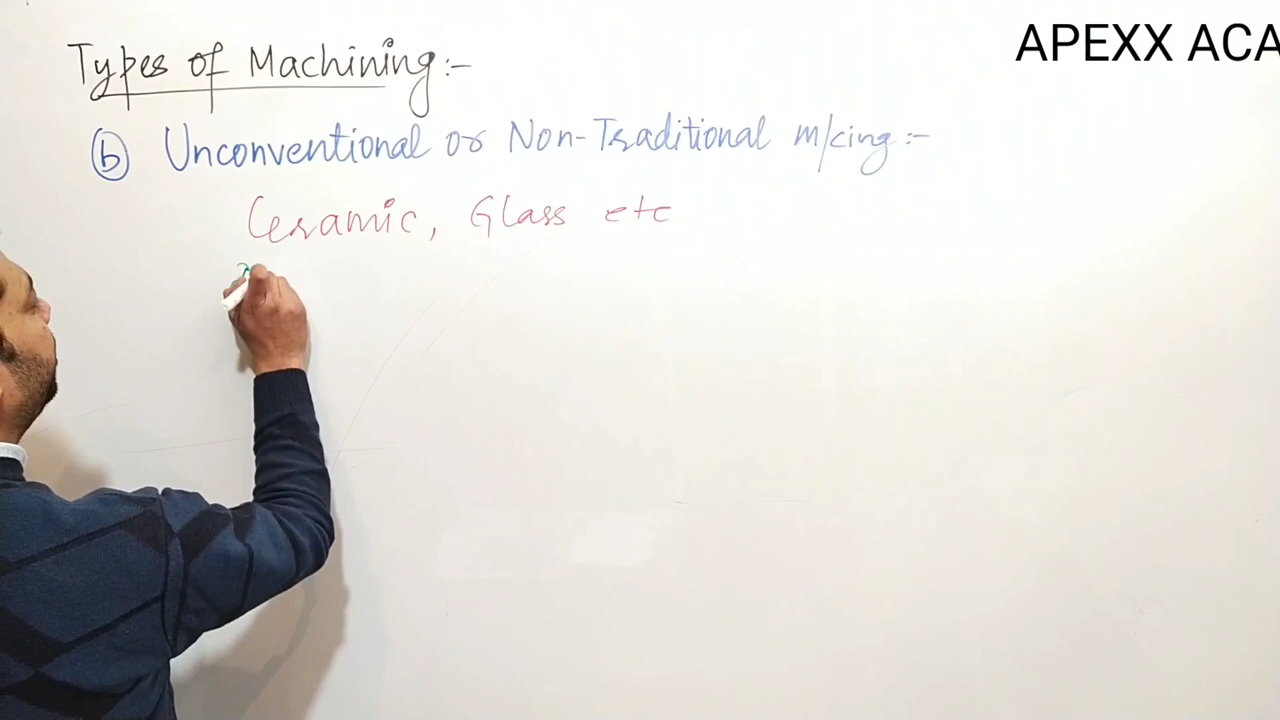 APEXX ACA
Types of Machining:-
b Unconventional or Non-Traditional m/cing:-
Ceramic, Glass etc